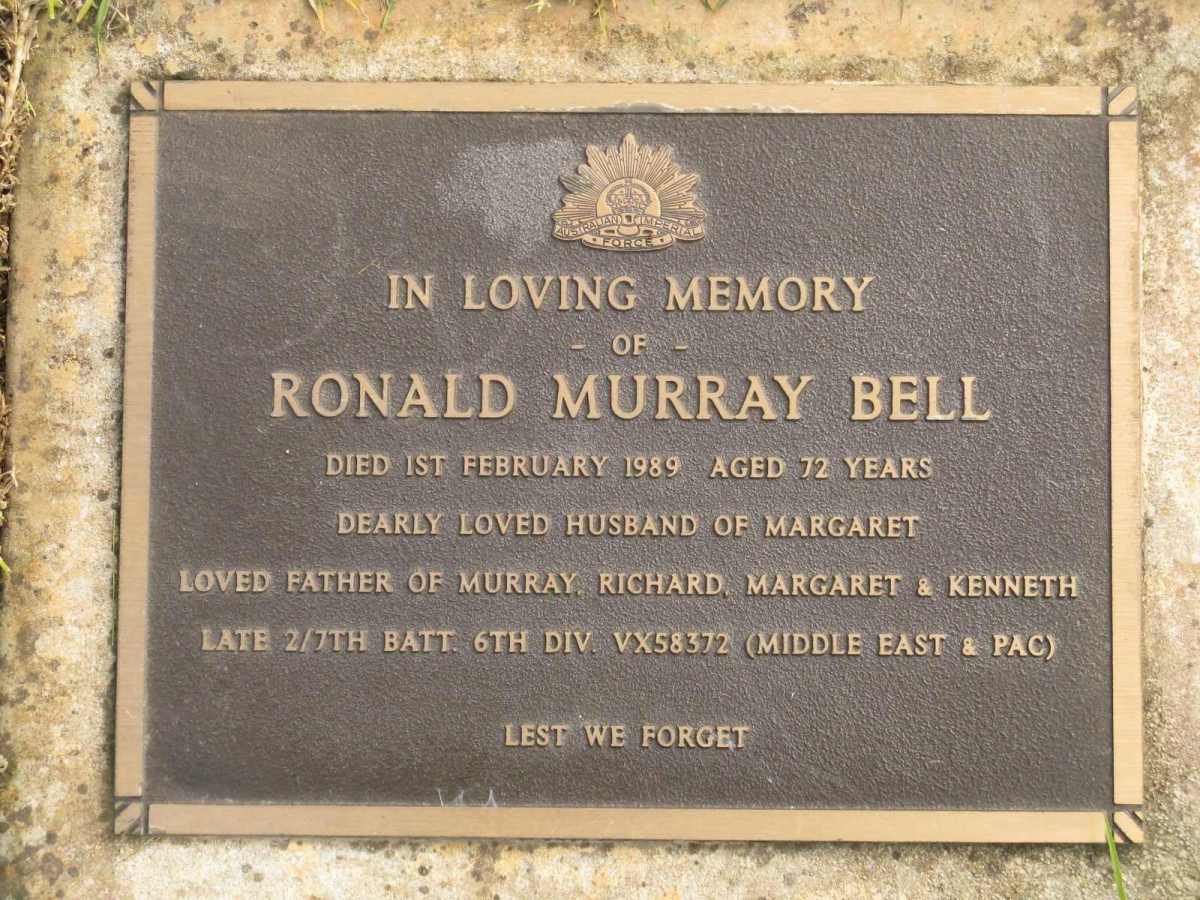 AUSTRALIAN IMPERIAL
FORCE
IN LOVING MEMORY
- OF -
RONALD MURRAY BELL
DIED 1ST FEBRUARY 1989 AGED 72 YEARS
DEARLY LOVED HUSBAND OF MARGARET
LOVED FATHER OF MURRAY, RICHARD, MARGARET & KENNETH
LATE 2/7TH BATT. 6TH DIV. VX58372 (MIDDLE EAST & PAC)
LEST WE FORGET